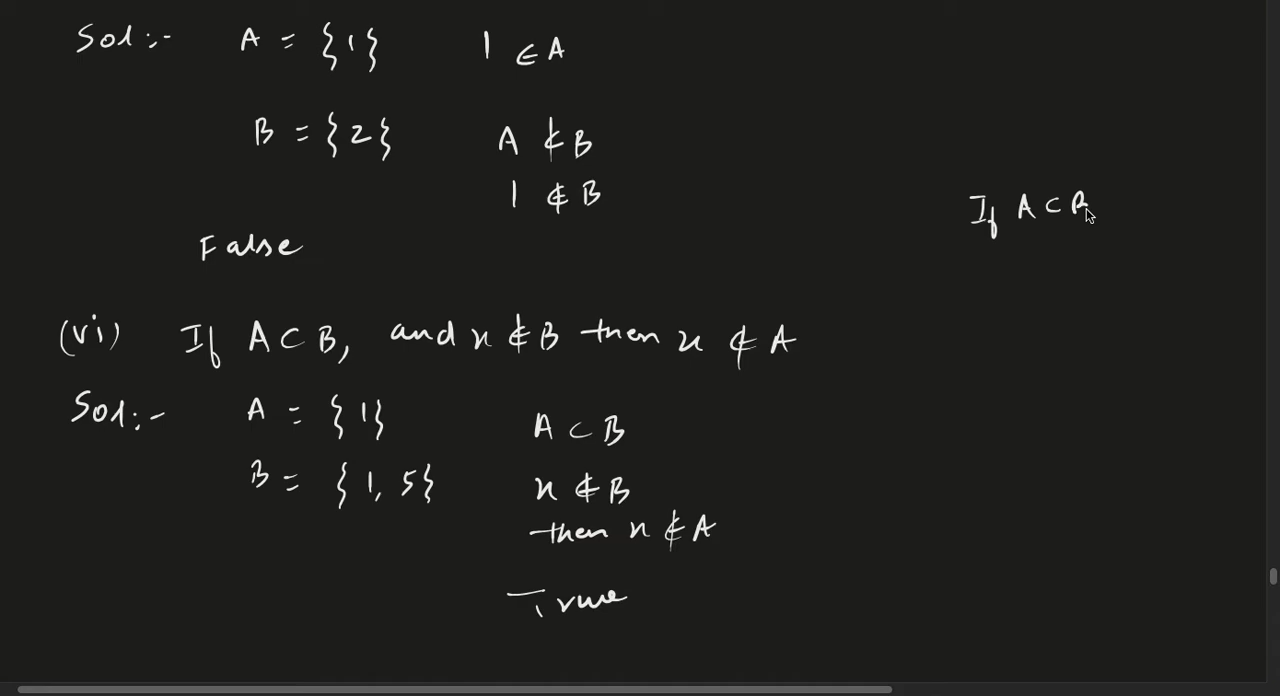 Sol :- A = {1} 1 ∈ A
B = {2} A ⊄ B
1 ∉ B
If A ⊂ B
False
(vi) If A ⊂ B, and x ∉ B then x ∉ A
Sol :- A = {1} A ⊂ B
B = {1, 5} x ∉ B
then x ∉ A
True